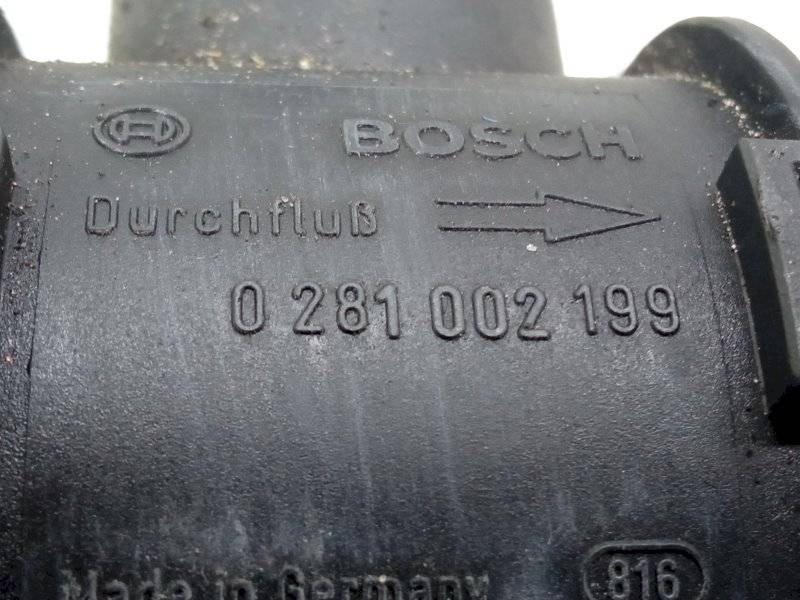 BOSCH
Durchfluß
0 281 002 199
Made in Germany
816